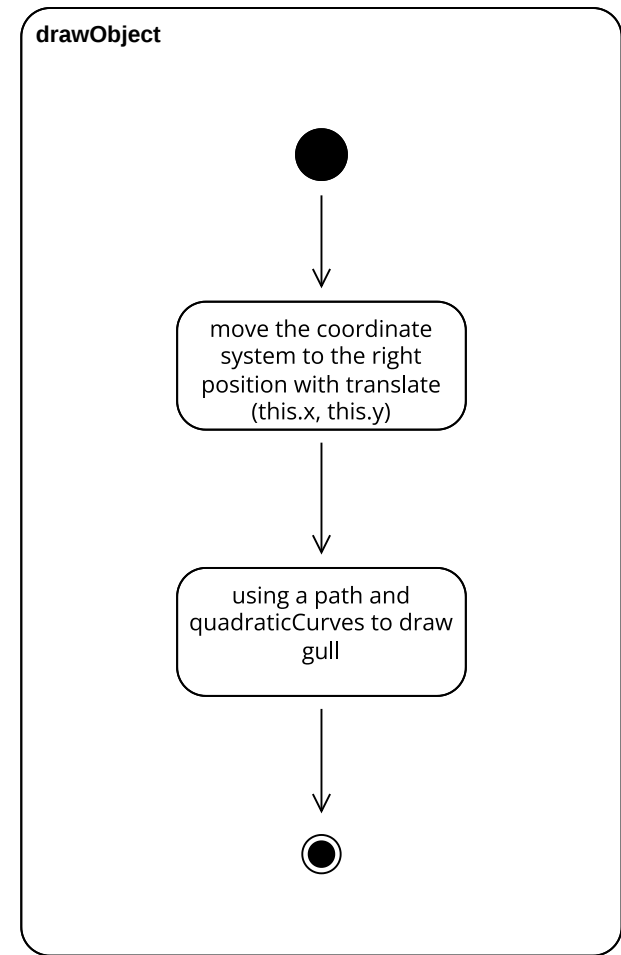 drawObject
move the coordinate
system to the right
position with translate
(this.x, this.y)
using a path and
quadraticCurves to draw
gull